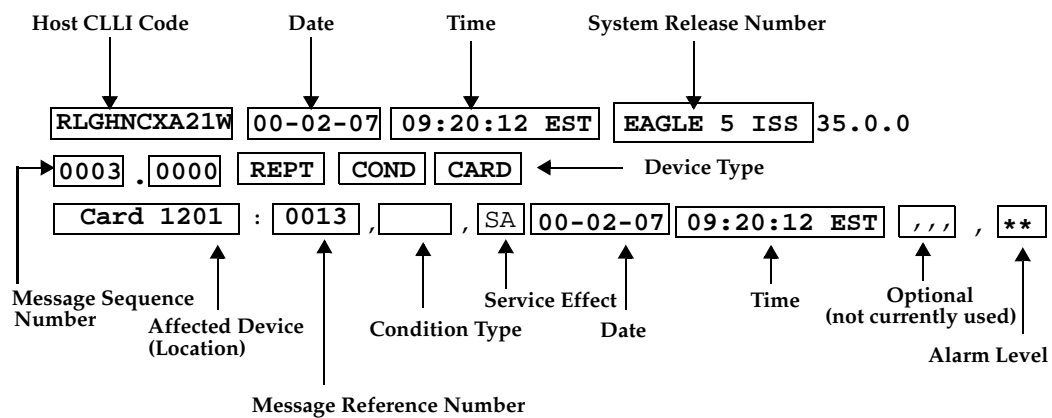 Host CLLI Code Date Time System Release Number
RLGHNCXA21W 00-02-07 09:20:12 EST EAGLE 5 ISS 35.0.0
0003 . 0000 REPT COND CARD Device Type
Card 1201 : 0013 , , SA 00-02-07 09:20:12 EST ,,, , **
Message Sequence
Number
Affected Device
(Location)
Message Reference Number
Condition Type
Service Effect
Date
Time
Optional
(not currently used)
Alarm Level